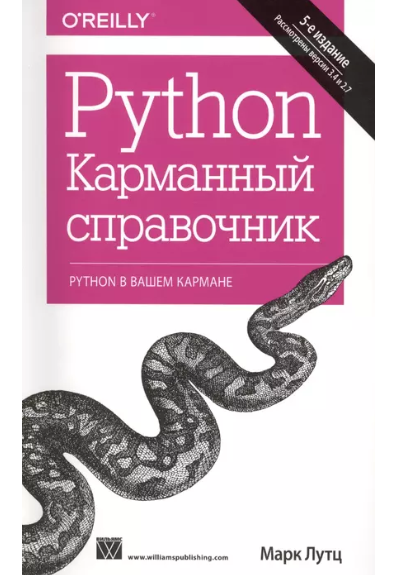 O'REILLY
5-е издание
Рассмотрены версии 3.4 и 2.7
Python
Карманный
справочник
PYTHON В ВАШЕМ КАРМАНЕ
ВИЛЬЯМС
www.williamspublishing.com
Марк Лутц